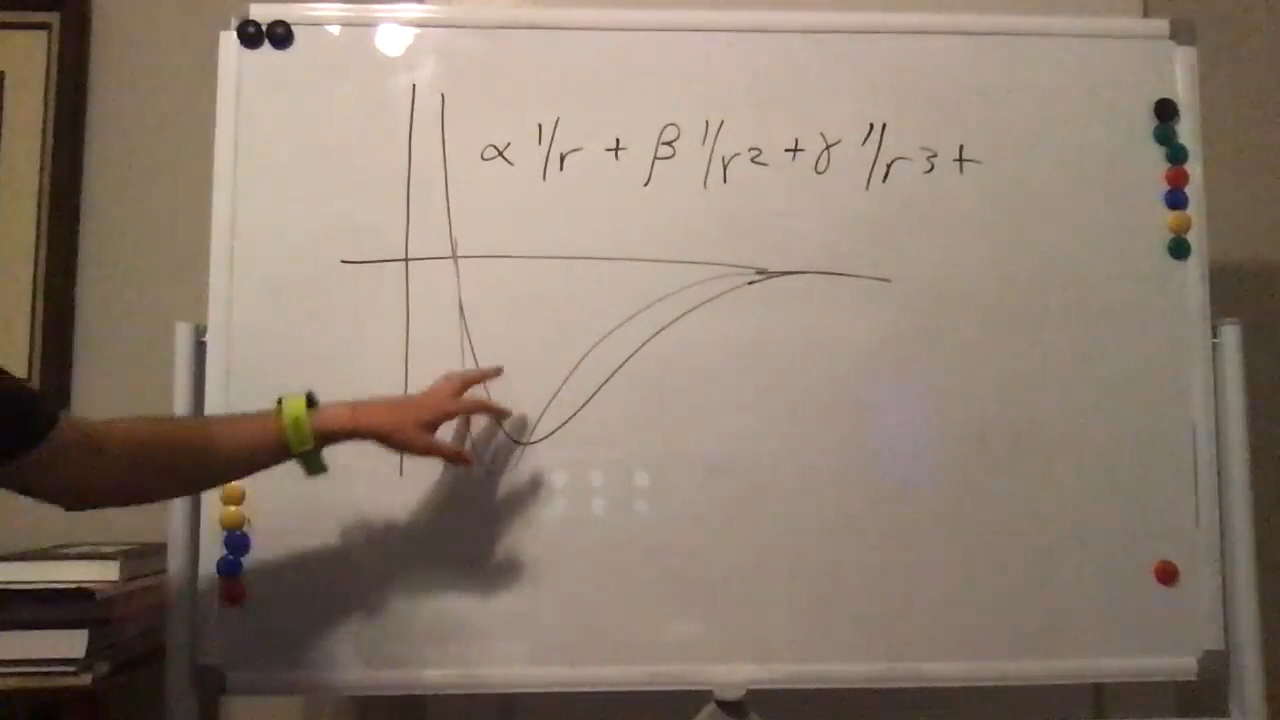 α 1/r + β 1/r2 + γ 1/r3 +